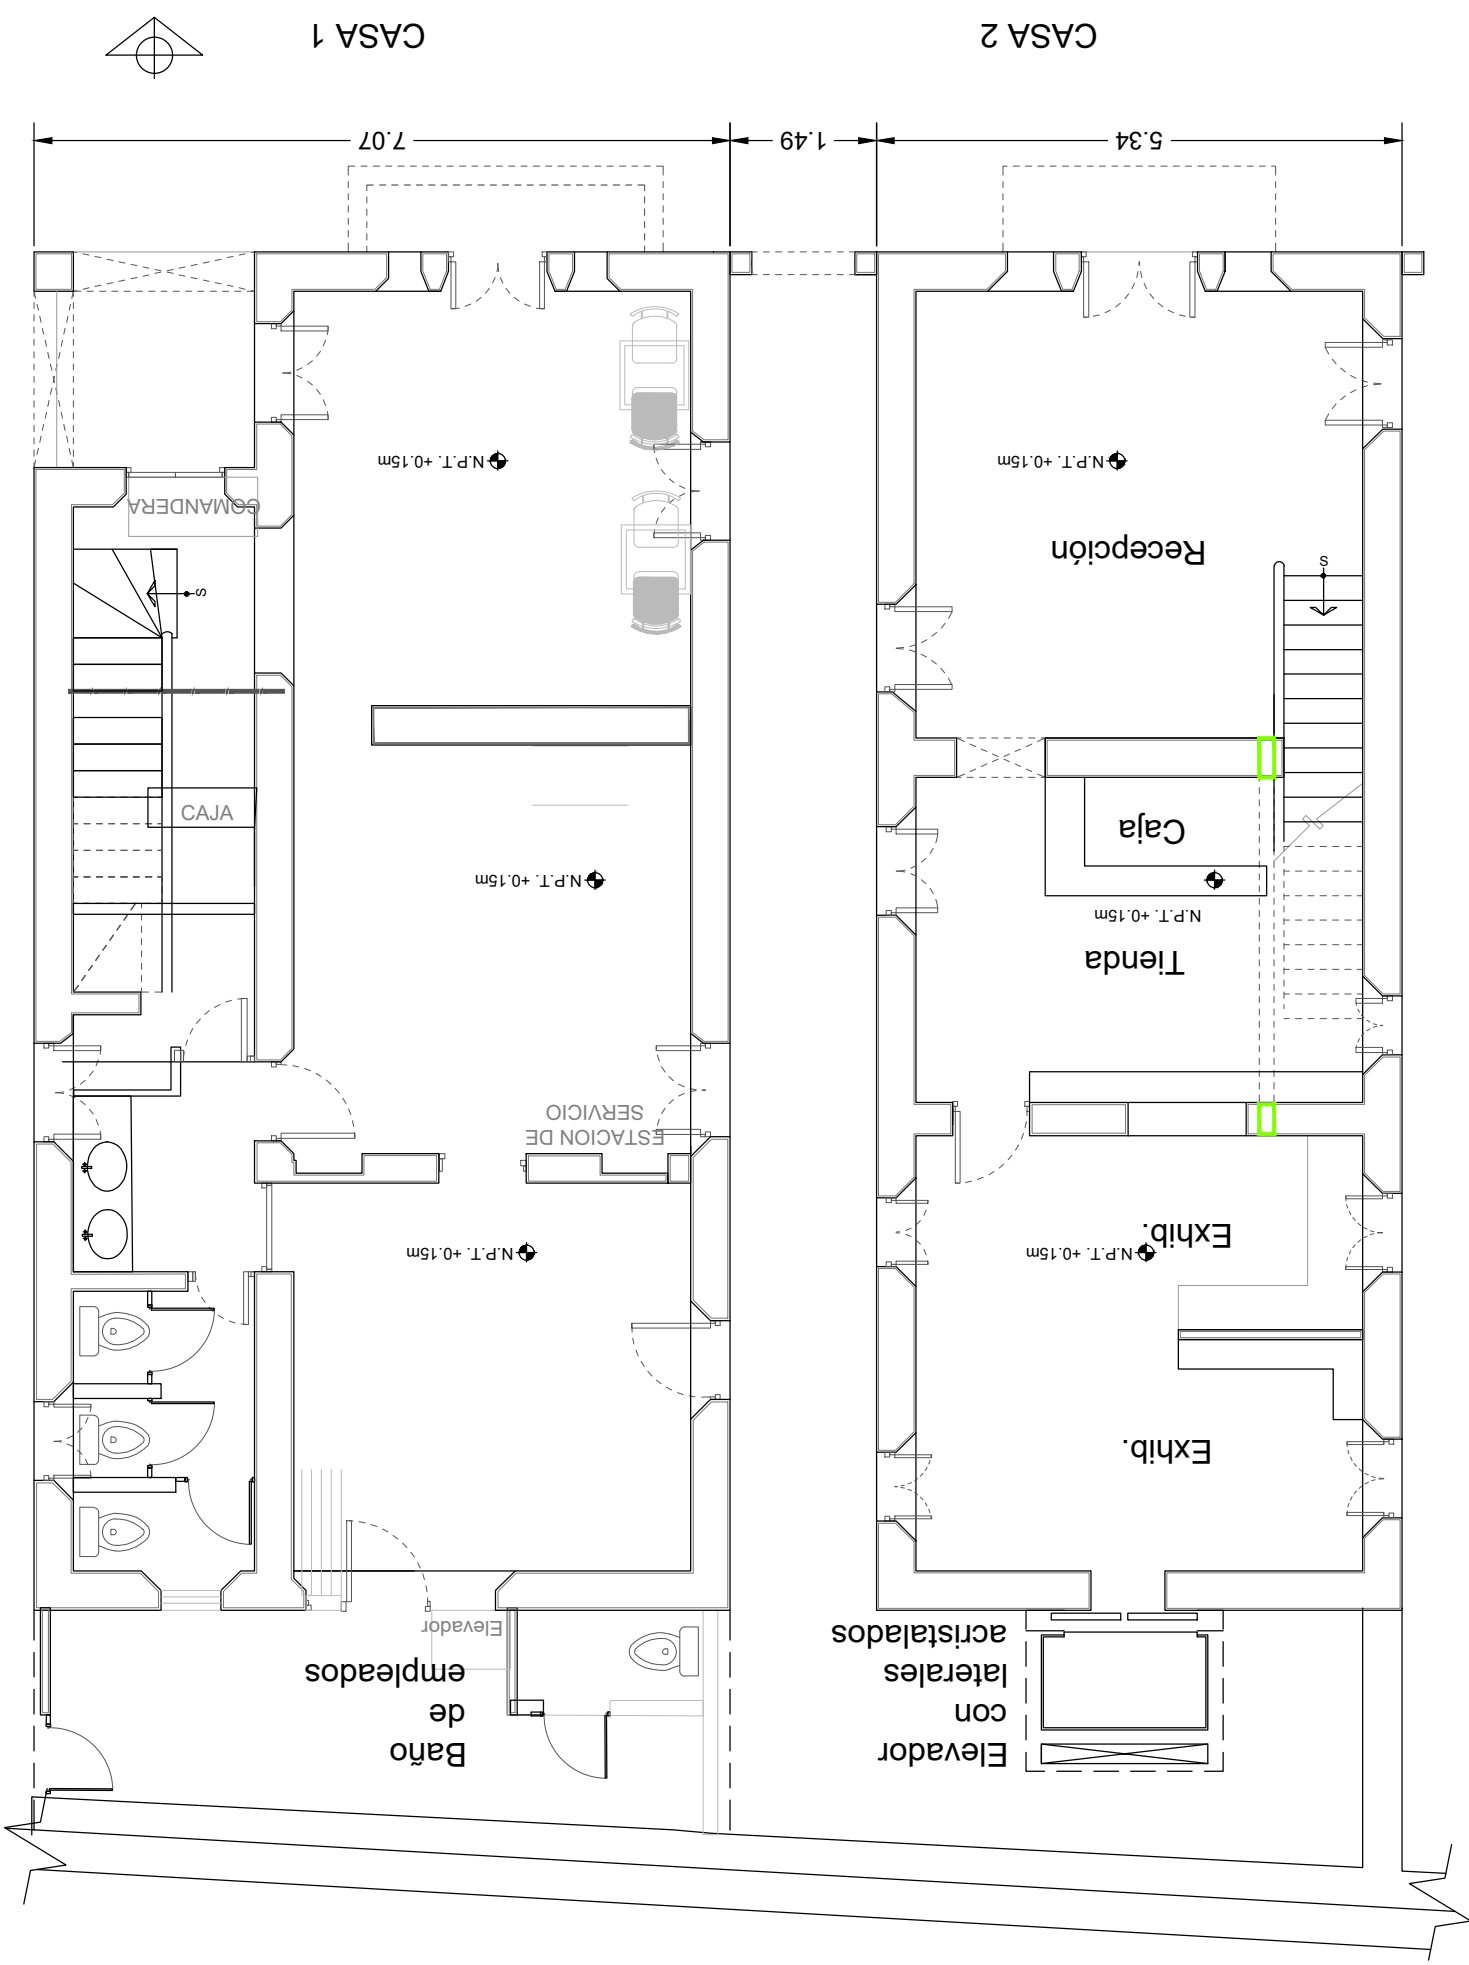 CASA 1
CASA 2
7.07
1.49
5.34
N.P.T. +0.15m
N.P.T. +0.15m
COMANDERA
Recepción
S
S
CAJA
Caja
N.P.T. +0.15m
N.P.T. +0.15m
Tienda
ESTACION DE
SERVICIO
Exhib.
N.P.T. +0.15m
N.P.T. +0.15m
Exhib.
Elevador
Baño
de
empleados
Elevador
con
laterales
acristalados